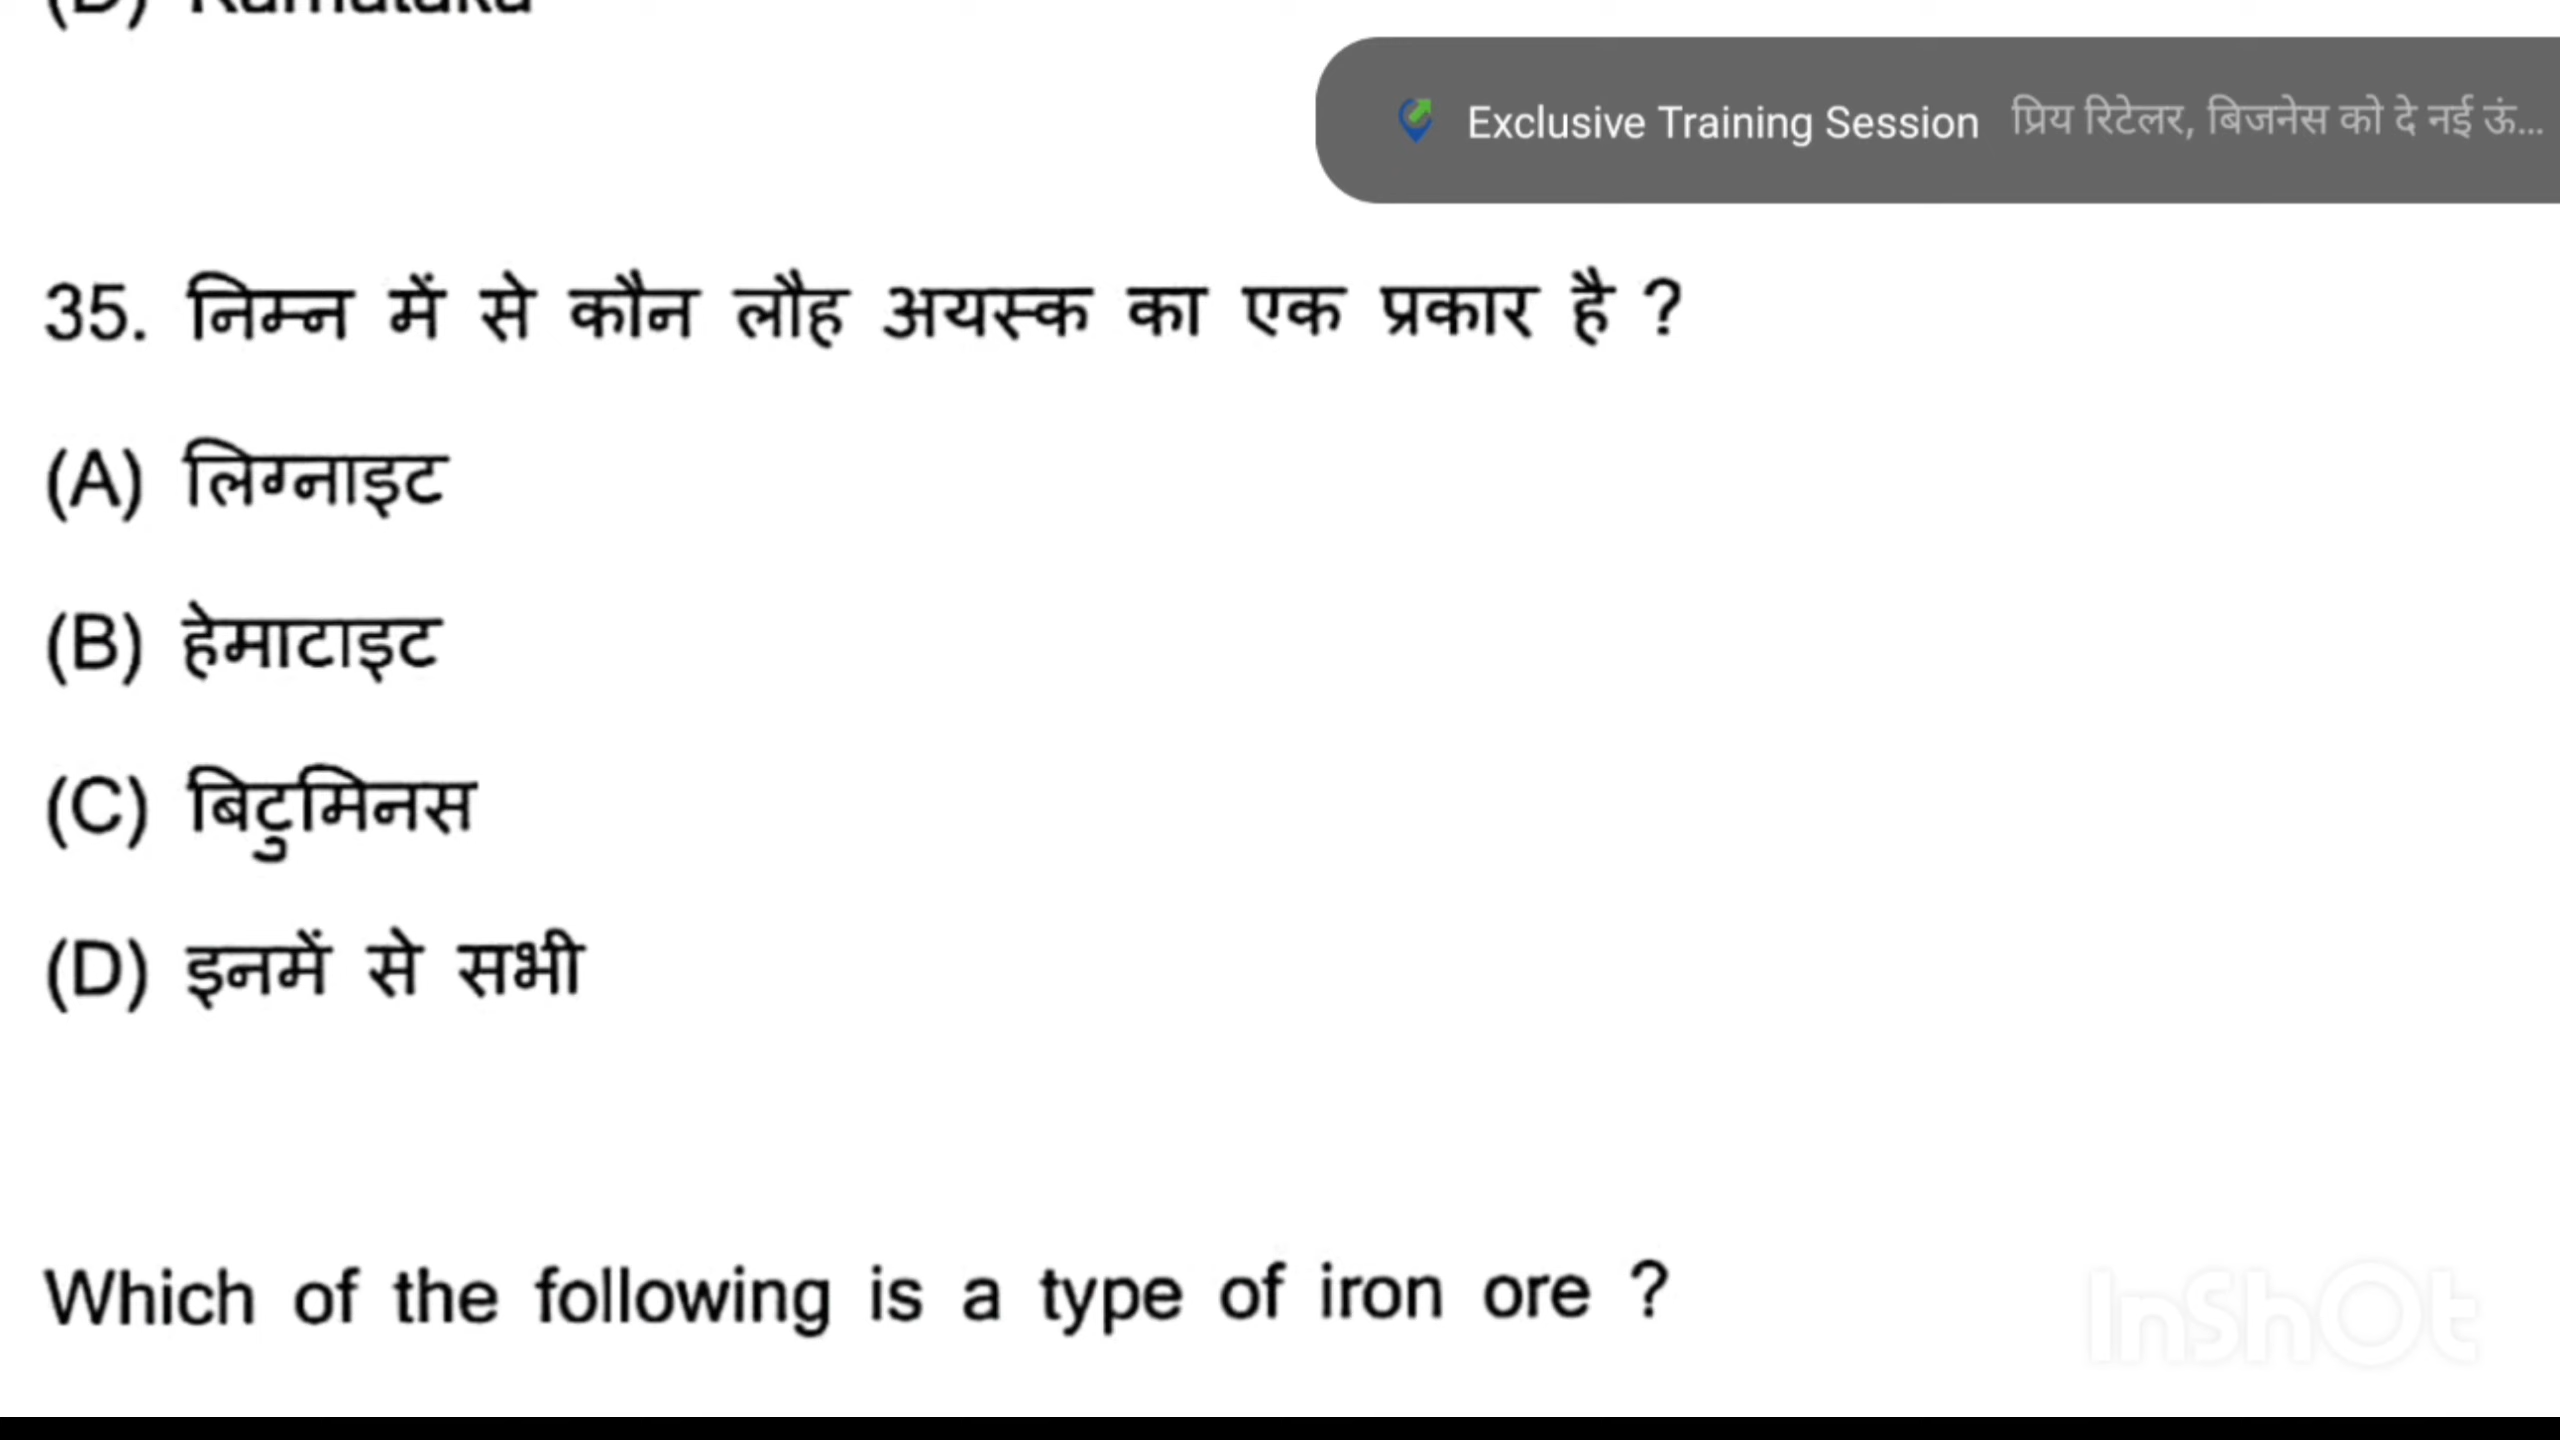 (D) Karnataka
Exclusive Training Session प्रिय रिटेलर, बिजनेस को दे नई ऊं...
35. निम्न में से कौन लौह अयस्क का एक प्रकार है ?
(A) लिग्नाइट
(B) हेमाटाइट
(C) बिटुमिनस
(D) इनमें से सभी
Which of the following is a type of iron ore ?
InShOt